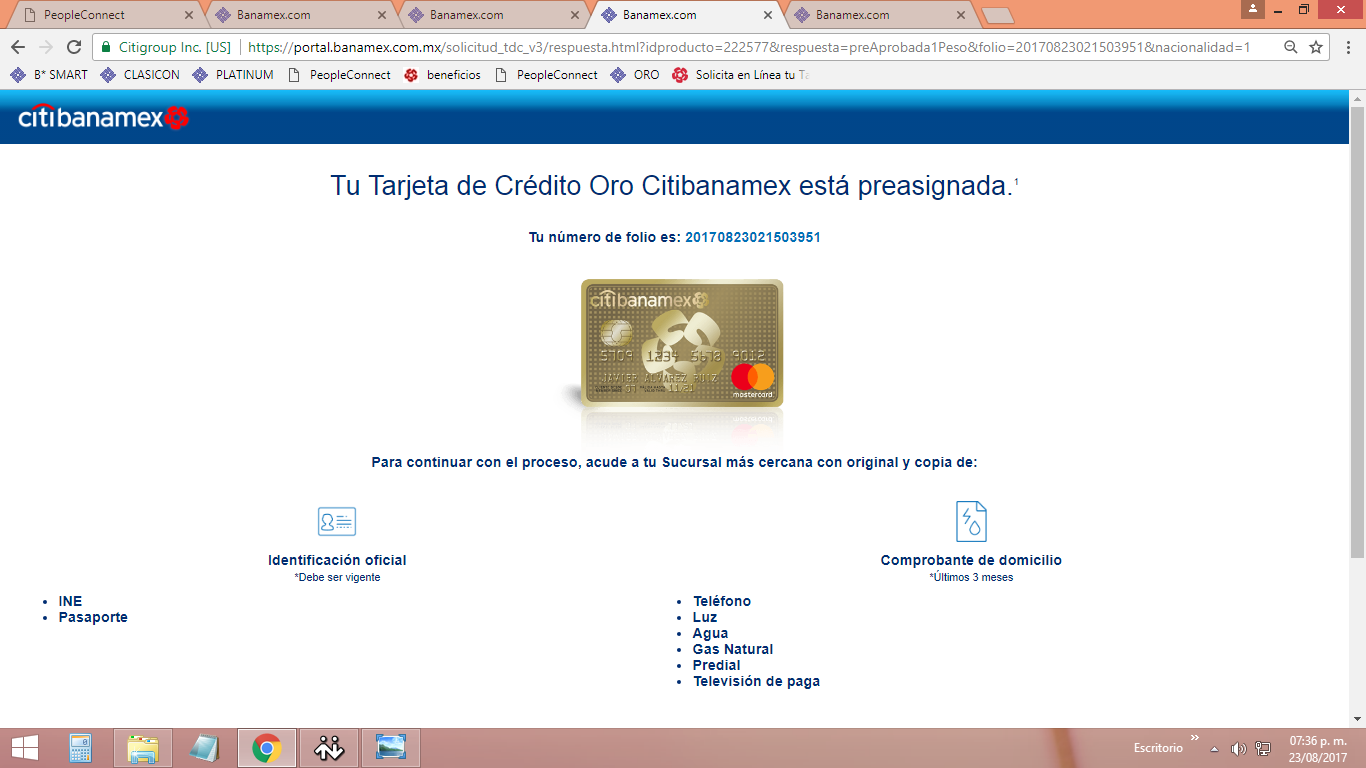 PeopleConnect
Banamex.com
Banamex.com
Banamex.com
Banamex.com
Citigroup Inc. [US] https://portal.banamex.com.mx/solicitud_tdc_v3/respuesta.html?idproducto=222577&respuesta=preAprobada1Peso&folio=20170823021503951&nacionalidad=1
B* SMART CLASICON PLATINUM PeopleConnect beneficios PeopleConnect ORO Solicita en Línea tu Ta
citibanamex
Tu Tarjeta de Crédito Oro Citibanamex está preasignada.1
Tu número de folio es: 20170823021503951
citibanamex
5709 1234 5678 9012
JAVIER ALVAREZ RUIZ
07 11/21
mastercard
Para continuar con el proceso, acude a tu Sucursal más cercana con original y copia de:
Identificación oficial
*Debe ser vigente
• INE
• Pasaporte
Comprobante de domicilio
*Últimos 3 meses
• Teléfono
• Luz
• Agua
• Gas Natural
• Predial
• Televisión de paga
Escritorio
07:36 p. m.
23/08/2017